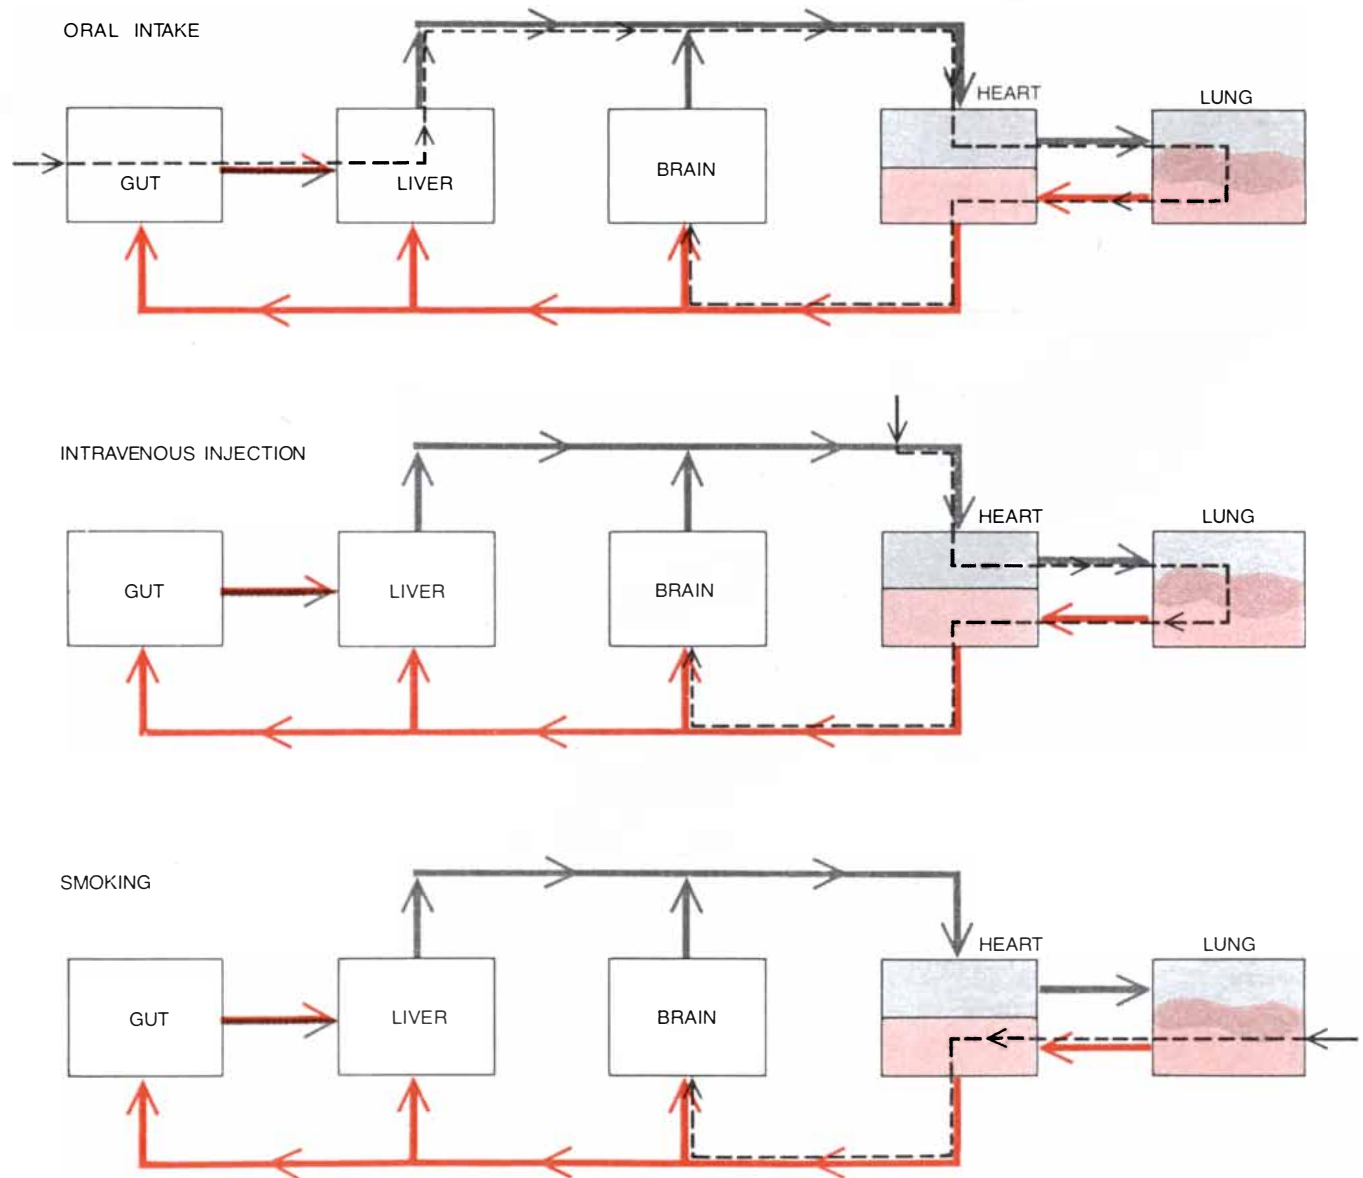 ORAL INTAKE
HEART
LUNG
GUT
LIVER
BRAIN
INTRAVENOUS INJECTION
HEART
LUNG
GUT
LIVER
BRAIN
SMOKING
HEART
LUNG
GUT
LIVER
BRAIN